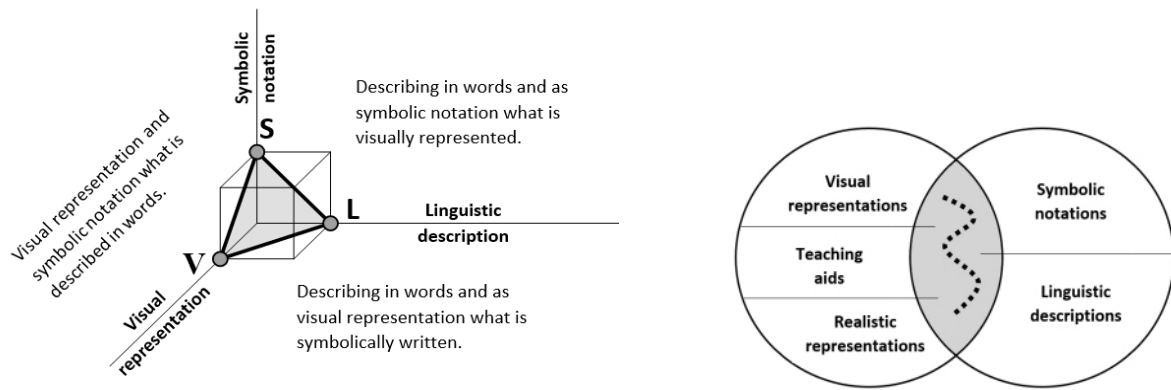 Symbolic
notation
S
Describing in words and as
symbolic notation what is
visually represented.
Visual representation and
symbolic notation what is
described in words.
L
Linguistic
description
V
Visual
representation
Describing in words and as
visual representation what is
symbolically written.
Visual
representations
Teaching
aids
Realistic
representations
Symbolic
notations
Linguistic
descriptions